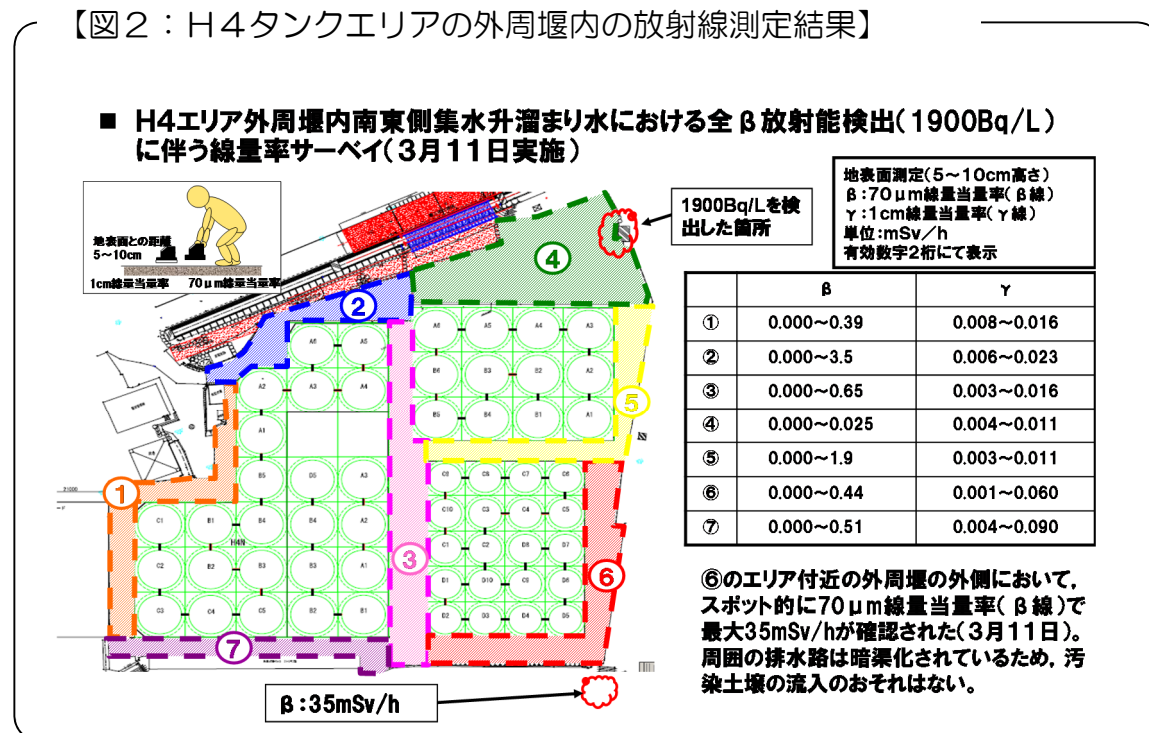 【図２：Ｈ４タンクエリアの外周堰内の放射線測定結果】
■ H4エリア外周堰内南東側集水升溜まり水における全β放射能検出(1900Bq/L)
に伴う線量率サーベイ(3月11日実施)
地表面測定(5～10cm高さ)
β:70μm線量当量率(β線)
γ:1cm線量当量率(γ線)
単位:mSv/h
有効数字2桁にて表示
地表面との距離
5～10cm
1cm線量当量率 70μm線量当量率
1900Bq/Lを検
出した箇所
β γ
① 0.000～0.39 0.008～0.016
② 0.000～3.5 0.006～0.023
③ 0.000～0.65 0.003～0.016
④ 0.000～0.025 0.004～0.011
⑤ 0.000～1.9 0.003～0.011
⑥ 0.000～0.44 0.001～0.060
⑦ 0.000～0.51 0.004～0.090
④
②
A6 A5
A6 A5 A4 A3
A2 A3 A4
B6 B3 B2 A2
⑤
A1
B5 B4 B1 A1
B5 D5 A3
①
C1 B1 B4 B4 A2
H4N
C10 C3 C4 C5
C1 C2 D8 D7
③
C2 B2 B3 B3 A1
D1 D10 C8 D6
⑥
C3 C4 C5 B2 B1
D2 D3 D4 D5
⑦
β:35mSv/h
⑥のエリア付近の外周堰の外側において,
スポット的に70μm線量当量率(β線)で
最大35mSv/hが確認された(3月11日)。
周囲の排水路は暗渠化されているため, 汚
染土壌の流入のおそれはない。